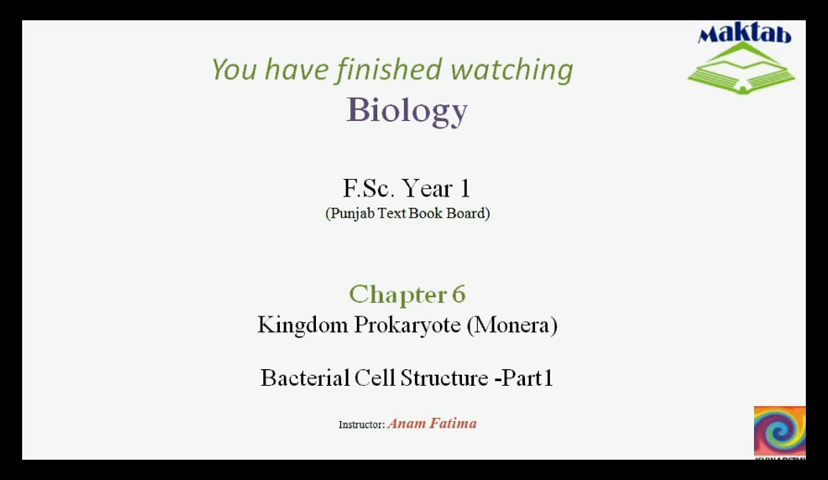 Maktab
You have finished watching
Biology
F.Sc. Year 1
(Punjab Text Book Board)
Chapter 6
Kingdom Prokaryote (Monera)
Bacterial Cell Structure -Part1
Instructor: Anam Fatima